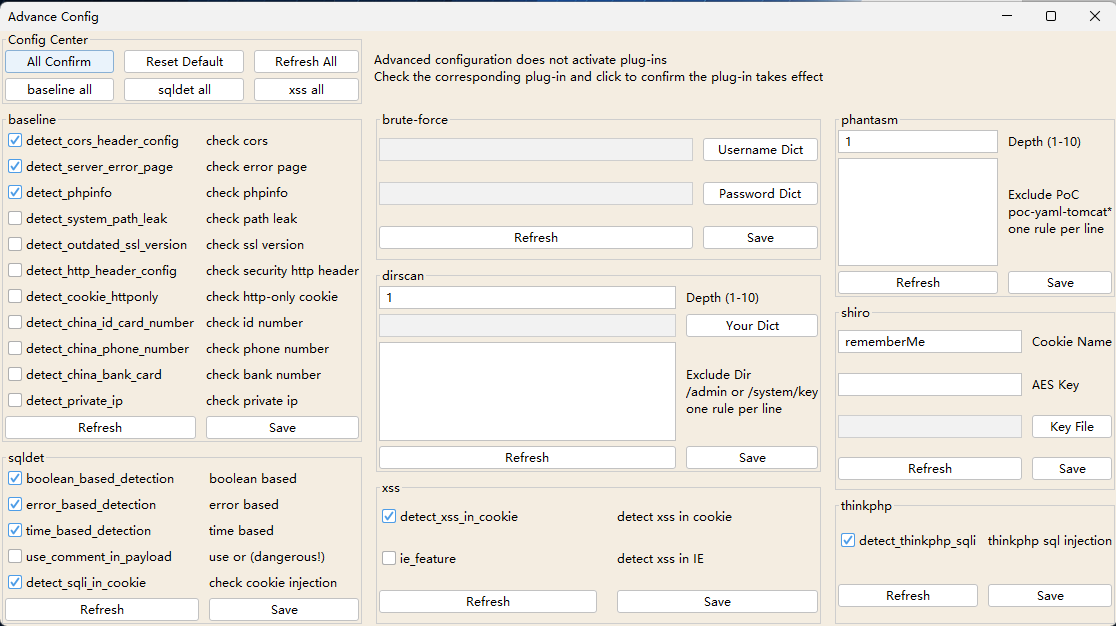 Advance Config
Config Center
All Confirm Reset Default Refresh All
baseline all sqldet all xss all
Advanced configuration does not activate plug-ins
Check the corresponding plug-in and click to confirm the plug-in takes effect
baseline
detect_cors_header_config check cors
detect_server_error_page check error page
detect_phpinfo check phpinfo
detect_system_path_leak check path leak
detect_outdated_ssl_version check ssl version
detect_http_header_config check security http header
detect_cookie_httponly check http-only cookie
detect_china_id_card_number check id number
detect_china_phone_number check phone number
detect_china_bank_card check bank number
detect_private_ip check private ip
Refresh Save
sqldet
boolean_based_detection boolean based
error_based_detection error based
time_based_detection time based
use_comment_in_payload use or (dangerous!)
detect_sqli_in_cookie check cookie injection
Refresh Save
brute-force
Username Dict
Password Dict
Refresh Save
dirscan
1 Depth (1-10)
Your Dict
Exclude Dir
/admin or /system/key
one rule per line
Refresh Save
xss
detect_xss_in_cookie detect xss in cookie
ie_feature detect xss in IE
Refresh Save
phantasm
1 Depth (1-10)
Exclude PoC
poc-yaml-tomcat*
one rule per line
Refresh Save
shiro
rememberMe Cookie Name
AES Key
Key File
Refresh Save
thinkphp
detect_thinkphp_sqli thinkphp sql injection
Refresh Save